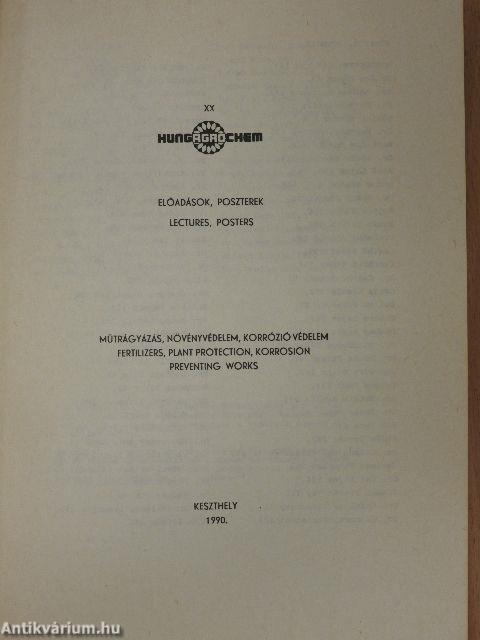 XX
HUNGAGROCHEM
ELŐADÁSOK, POSZTEREK
LECTURES, POSTERS
MŰTRÁGYÁZÁS, NÖVÉNYVÉDELEM, KORRÓZIÓ VÉDELEM
FERTILIZERS, PLANT PROTECTION, KORROSION
PREVENTING WORKS
KESZTHELY
1990.
Antikvárium.hu